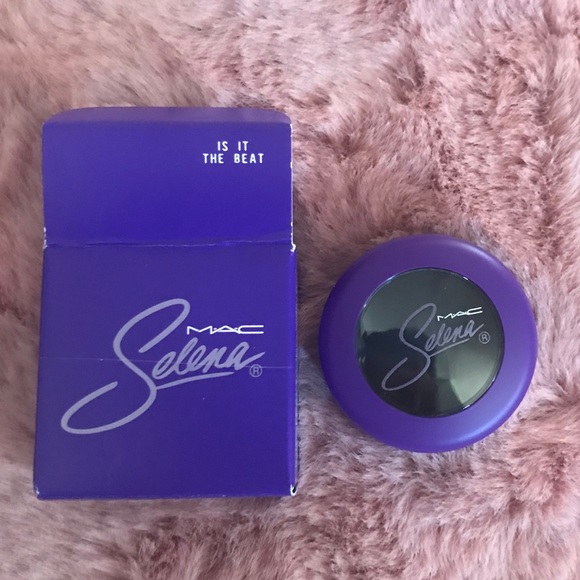 IS IT
THE BEAT
MAC
Selena®
MAC
Selena®